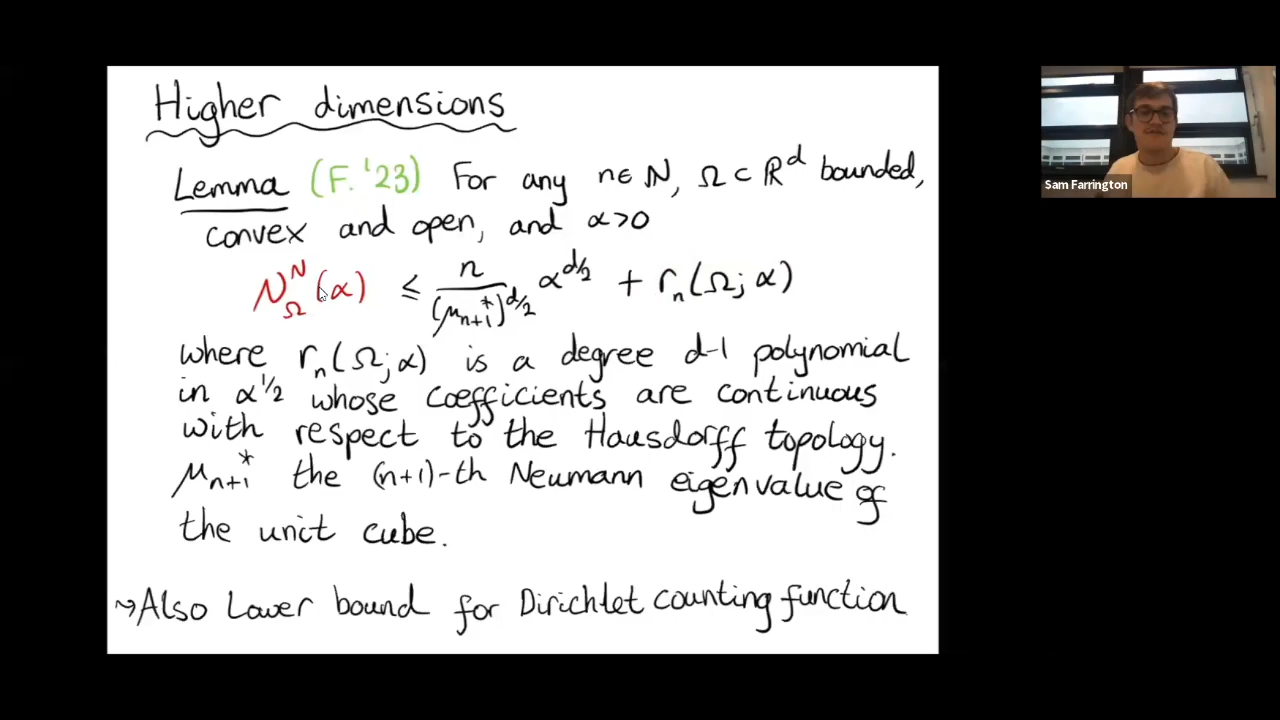 Higher dimensions
Lemma (F. '23) For any n∈ℕ, Ω⊂ℝ^d bounded,
convex and open, and α>0
N_Ω^N(α) ≤ n/(μ*_{n+1})^{d/2} α^{d/2} + r_n(Ω; α)
where r_n(Ω; α) is a degree d-1 polynomial
in α^{1/2} whose coefficients are continuous
with respect to the Hausdorff topology.
μ*_{n+1} the (n+1)-th Neumann eigenvalue of
the unit cube.
↝Also Lower bound for Dirichlet counting function
Sam Farrington